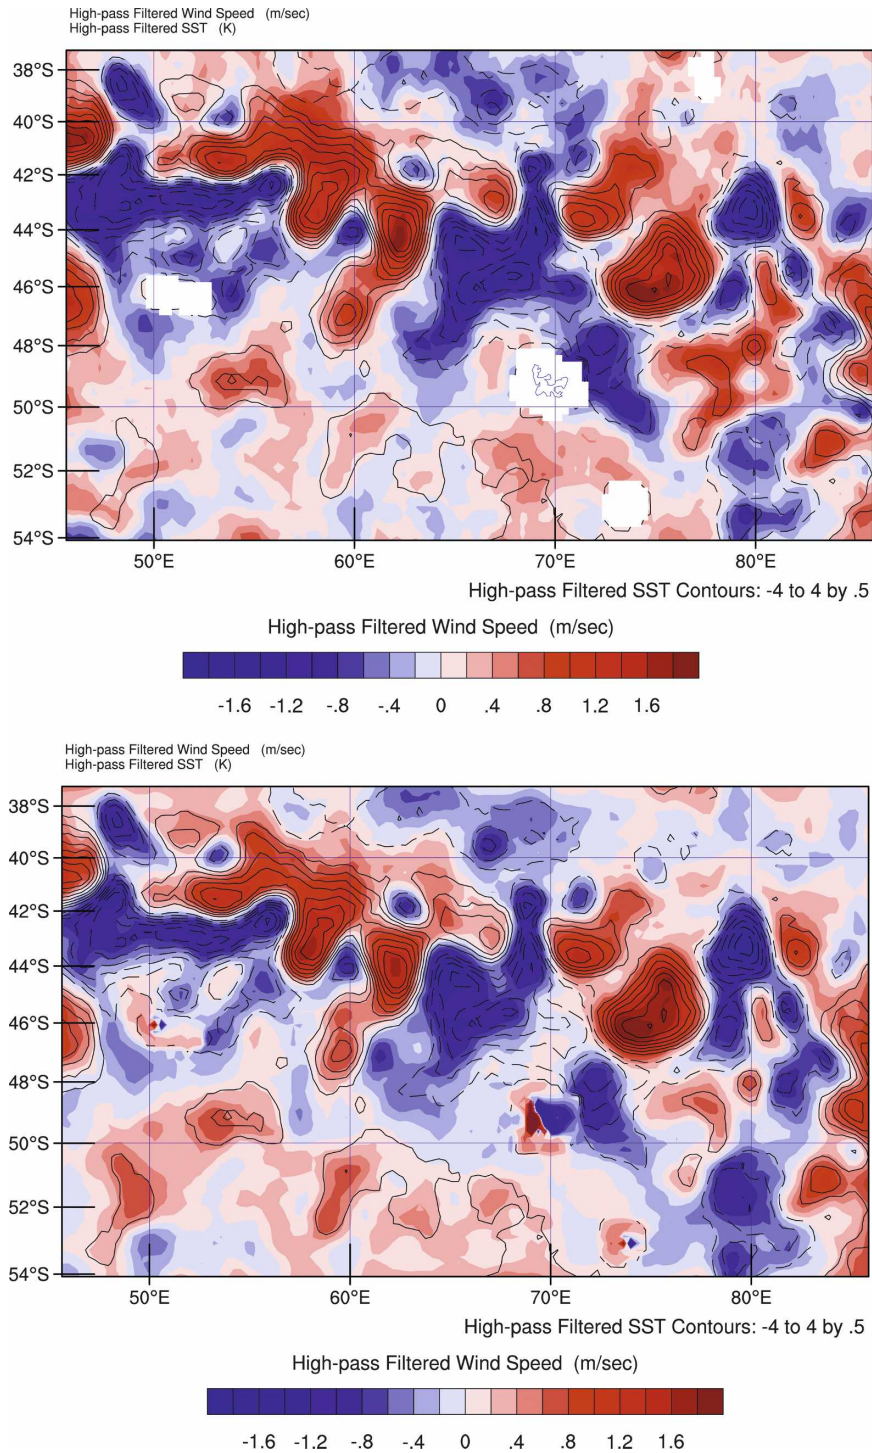 High-pass Filtered Wind Speed (m/sec)
High-pass Filtered SST (K)
38°S
40°S
42°S
44°S
46°S
48°S
50°S
52°S
54°S
50°E 60°E 70°E 80°E
High-pass Filtered SST Contours: -4 to 4 by .5
High-pass Filtered Wind Speed (m/sec)
-1.6 -1.2 -.8 -.4 0 .4 .8 1.2 1.6
High-pass Filtered Wind Speed (m/sec)
High-pass Filtered SST (K)
38°S
40°S
42°S
44°S
46°S
48°S
50°S
52°S
54°S
50°E 60°E 70°E 80°E
High-pass Filtered SST Contours: -4 to 4 by .5
High-pass Filtered Wind Speed (m/sec)
-1.6 -1.2 -.8 -.4 0 .4 .8 1.2 1.6